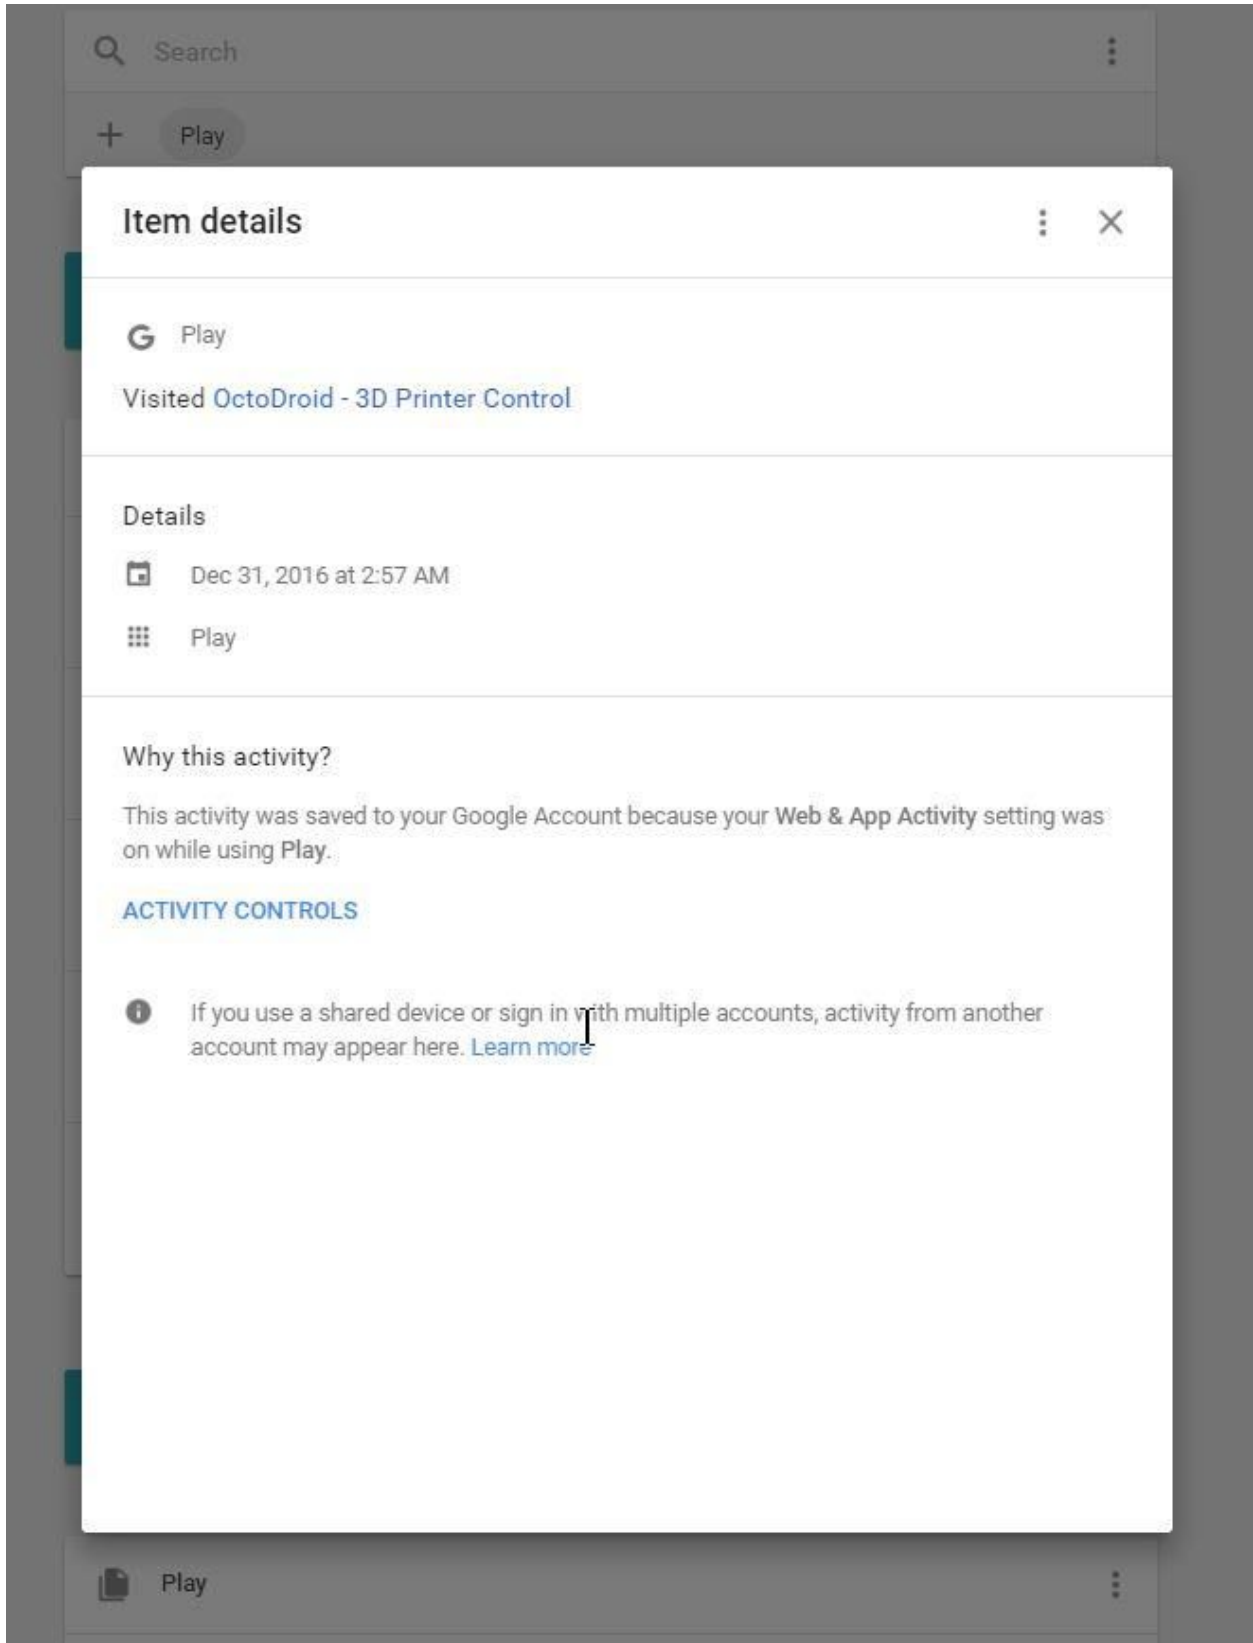 Search
Play
Item details
Play
Visited OctoDroid - 3D Printer Control
Details
Dec 31, 2016 at 2:57 AM
Play
Why this activity?
This activity was saved to your Google Account because your Web & App Activity setting was
on while using Play.
ACTIVITY CONTROLS
If you use a shared device or sign in with multiple accounts, activity from another
account may appear here. Learn more
Play